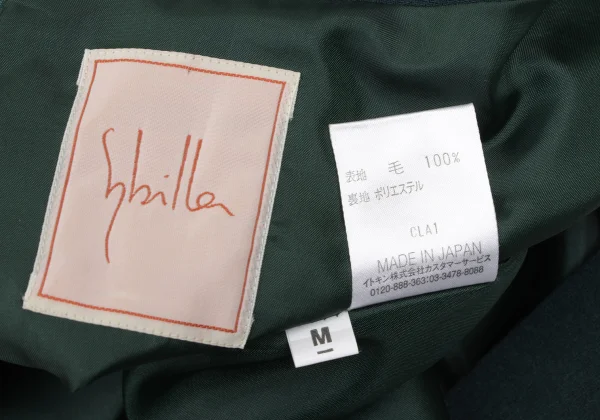 Sybilla
表地 毛 100%
裏地 ポリエステル
CLA1
MADE IN JAPAN
イトキン株式会社カスタマーサービス
0120-888-363:03-3478-8088
M